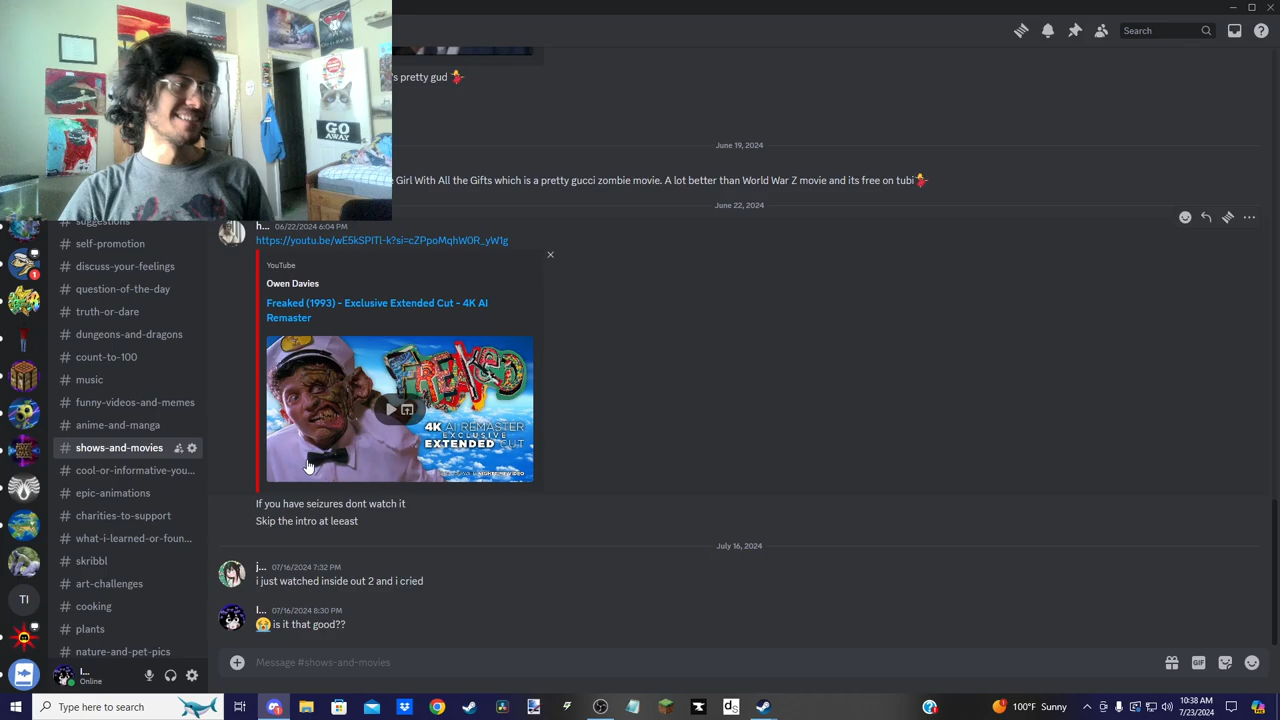 Search
's pretty gud
June 19, 2024
Girl With All the Gifts which is a pretty gucci zombie movie. A lot better than World War Z movie and its free on tubi
June 22, 2024
GO
AWAY
suggestions
self-promotion
discuss-your-feelings
question-of-the-day
truth-or-dare
dungeons-and-dragons
count-to-100
music
funny-videos-and-memes
anime-and-manga
shows-and-movies
cool-or-informative-you...
epic-animations
charities-to-support
what-i-learned-or-foun...
skribbl
art-challenges
cooking
plants
nature-and-pet-pics
1
TI
l...
Online
h... 06/22/2024 6:04 PM
https://youtu.be/wE5kSPITl-k?si=cZPpoMqhW0R_yW1g
YouTube
Owen Davies
Freaked (1993) - Exclusive Extended Cut - 4K AI
Remaster
FREAKED
4K AI REMASTER
EXCLUSIVE
EXTENDED CUT
If you have seizures dont watch it
Skip the intro at leeast
July 16, 2024
j... 07/16/2024 7:32 PM
i just watched inside out 2 and i cried
l... 07/16/2024 8:30 PM
is it that good??
Message #shows-and-movies
GIF
Type here to search
ds
100°F Sunny
10:38 AM
7/23/2024